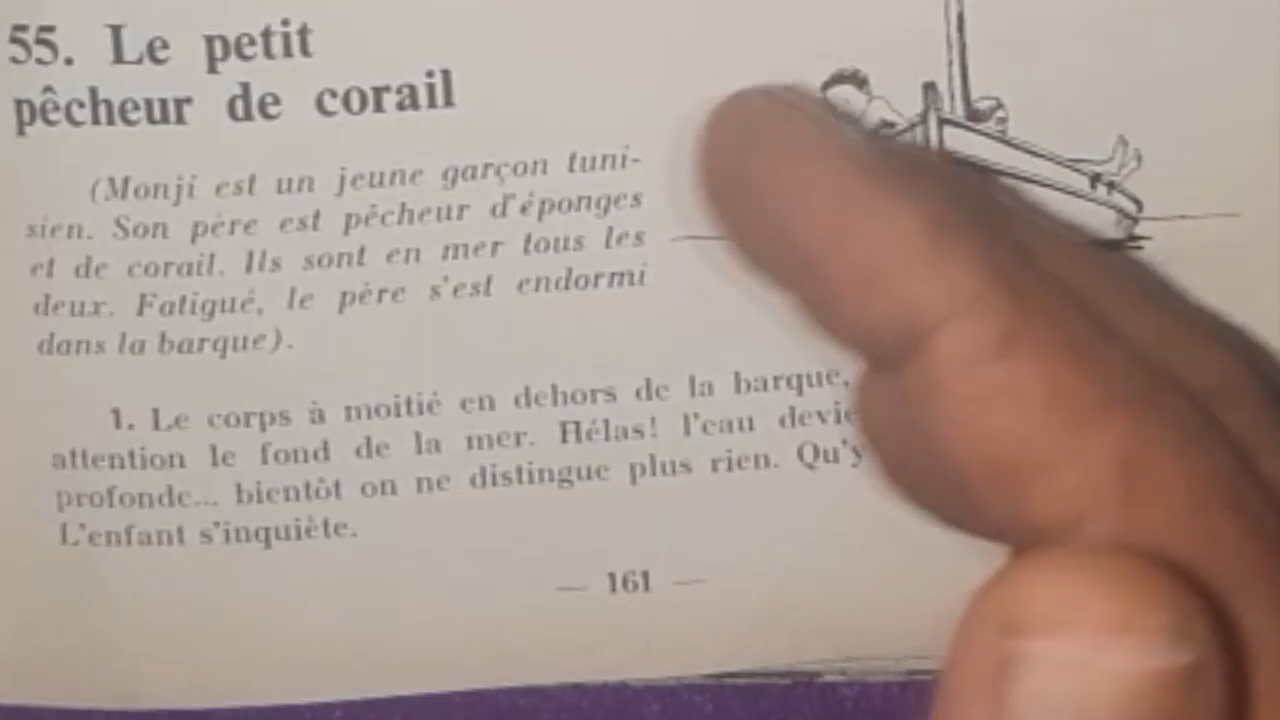 55. Le petit
pêcheur de corail
(Monji est un jeune garçon tuni-
sien. Son père est pêcheur d'éponges
et de corail. Ils sont en mer tous les
deux. Fatigué, le père s'est endormi
dans la barque).
1. Le corps à moitié en dehors de la barque,
attention le fond de la mer. Hélas! l'eau
profonde... bientôt on ne distingue plus rien.
L'enfant s'inquiète.
— 161 —